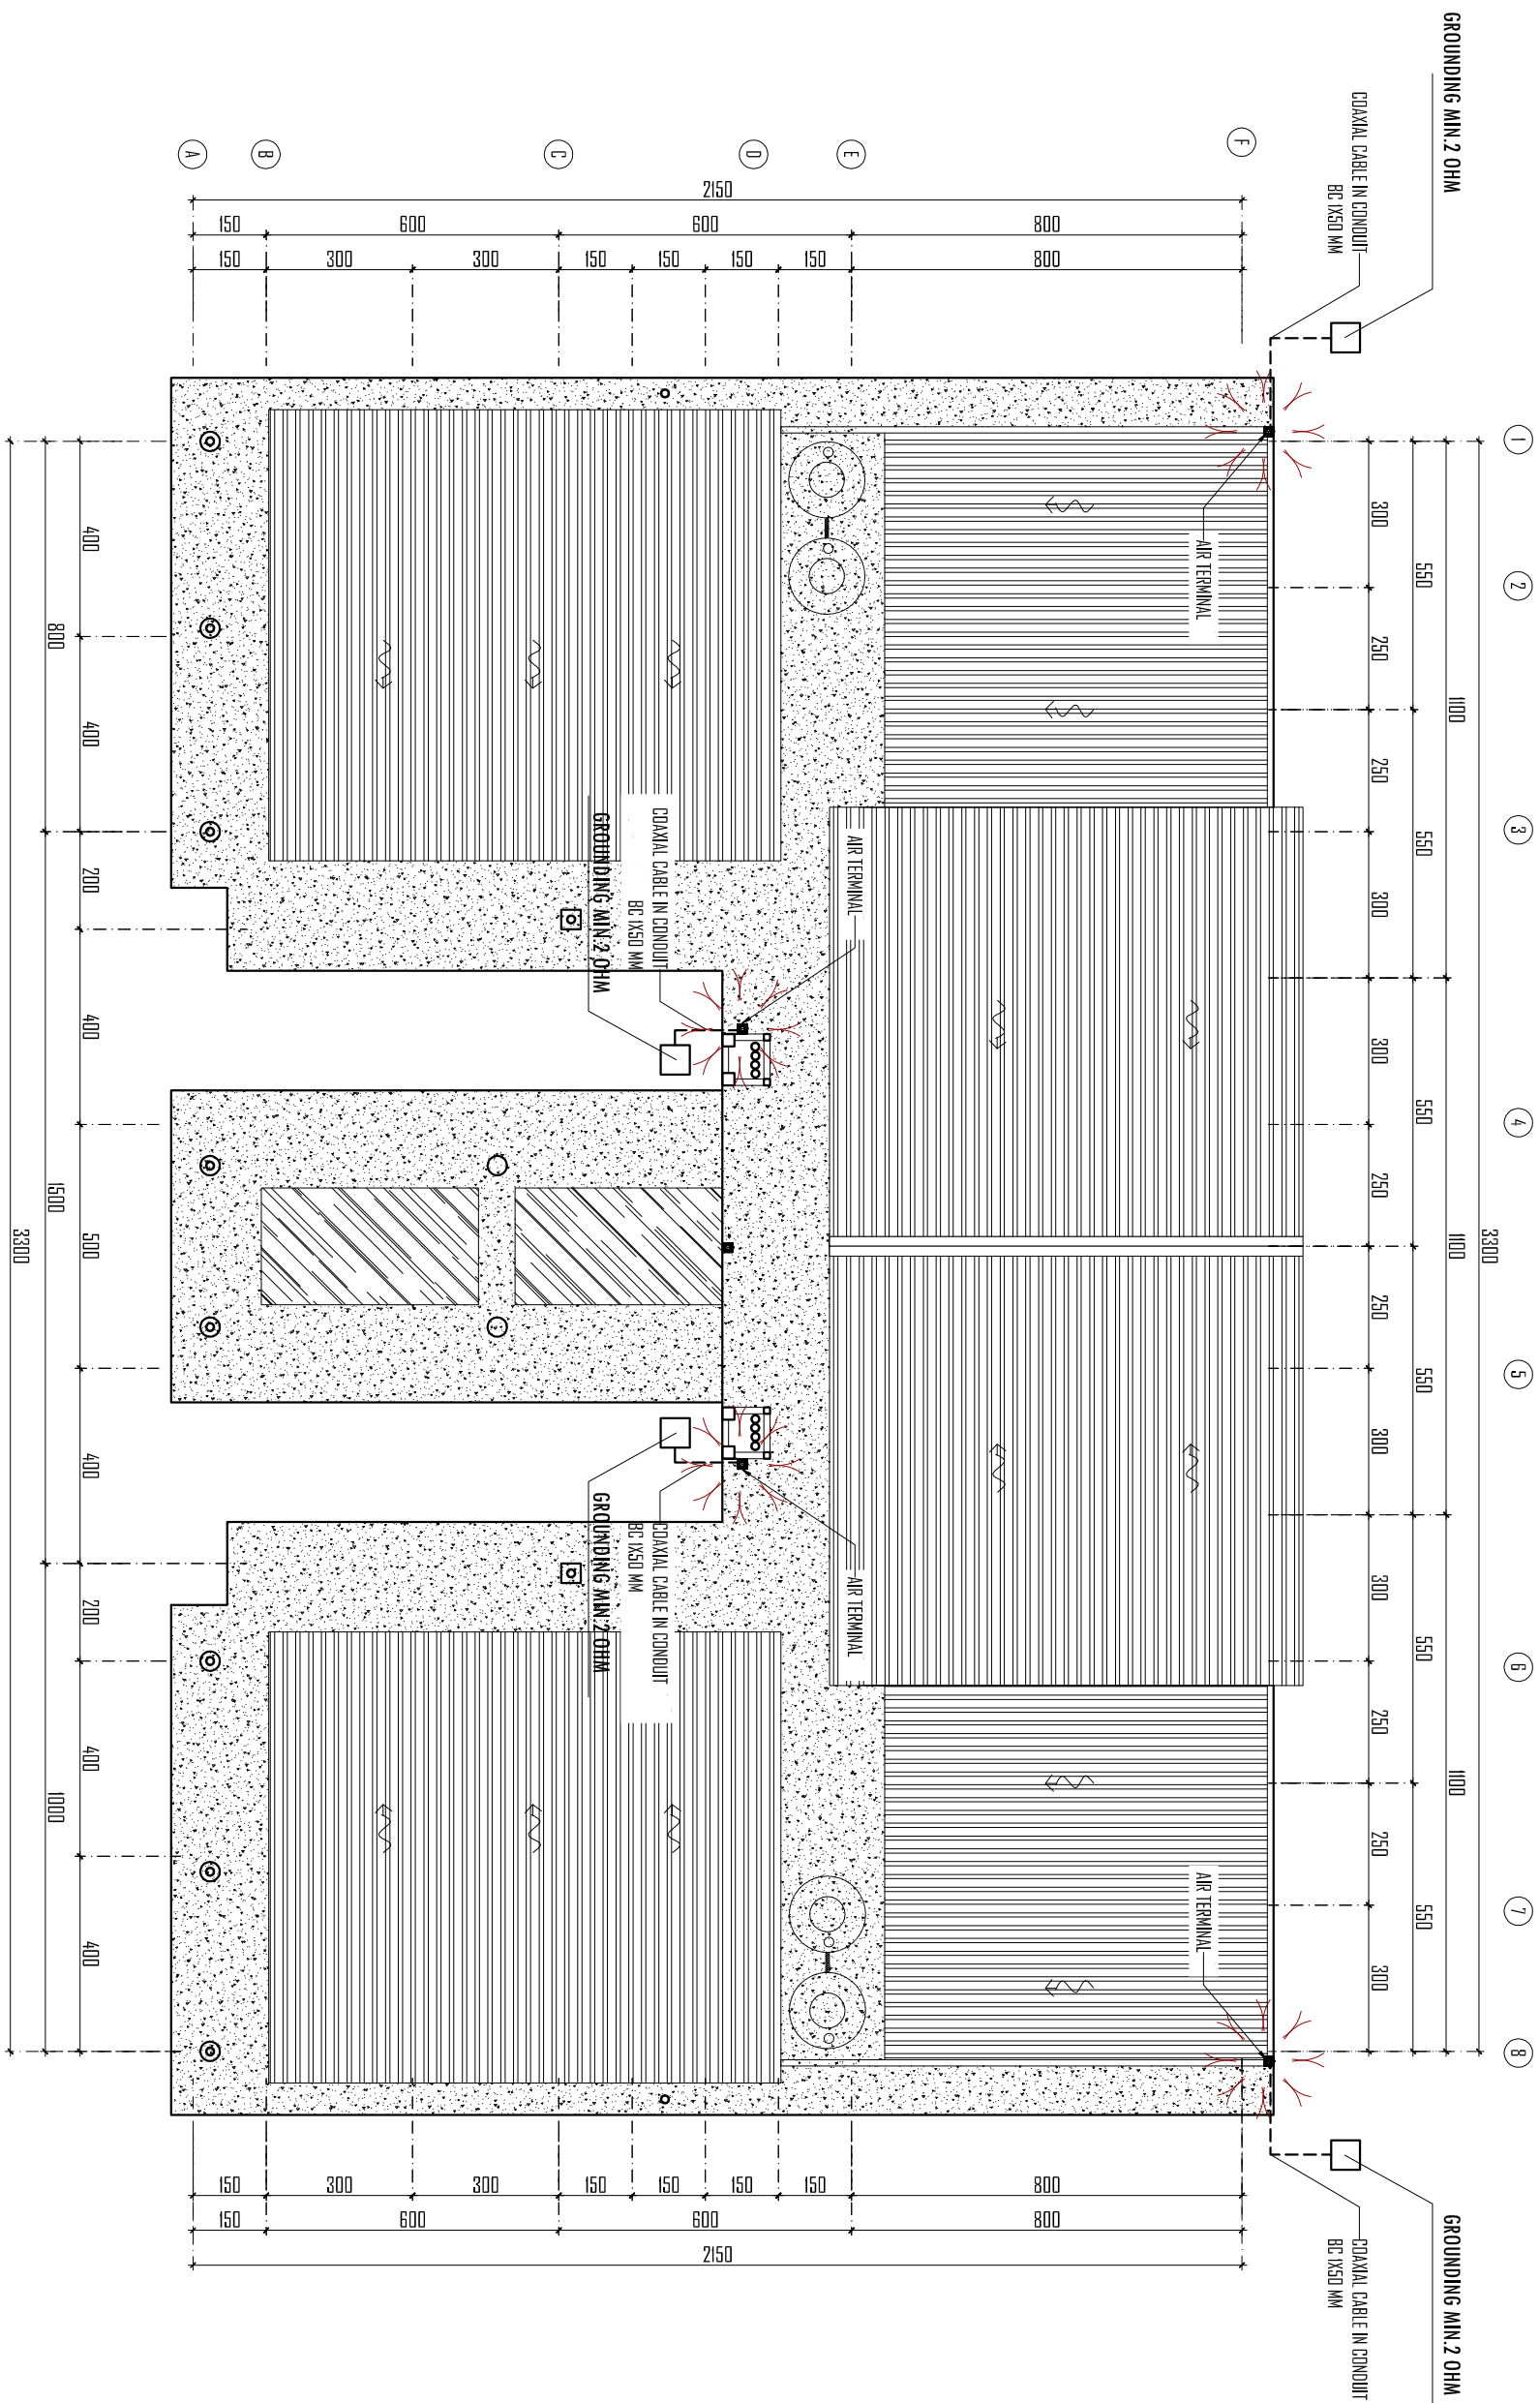 1 2 3 4 5 6 7 8
3300
GROUNDING MIN.2 OHM
1100 1100 1100
GROUNDING MIN.2 OHM
550 550 550 550 550 550
300 250 250 300 300 250 250 300 300 250 250 300
COAXIAL CABLE IN CONDUIT
BC 1X50 MM
COAXIAL CABLE IN CONDUIT
BC 1X50 MM
AIR TERMINAL
AIR TERMINAL
F
E
D
C
B
A
2150
800 600 600 150
800 150 150 150 150 300 300 150
AIR TERMINAL
AIR TERMINAL
COAXIAL CABLE IN CONDUIT
BC 1X50 MM
GROUNDING MIN.2 OHM
COAXIAL CABLE IN CONDUIT
BC 1X50 MM
GROUNDING MIN.2 OHM
800 150 150 150 150 300 300 150
800 600 600 150
2150
400 400 200 400 500 400 200 400 400
800 1500 1000
3300